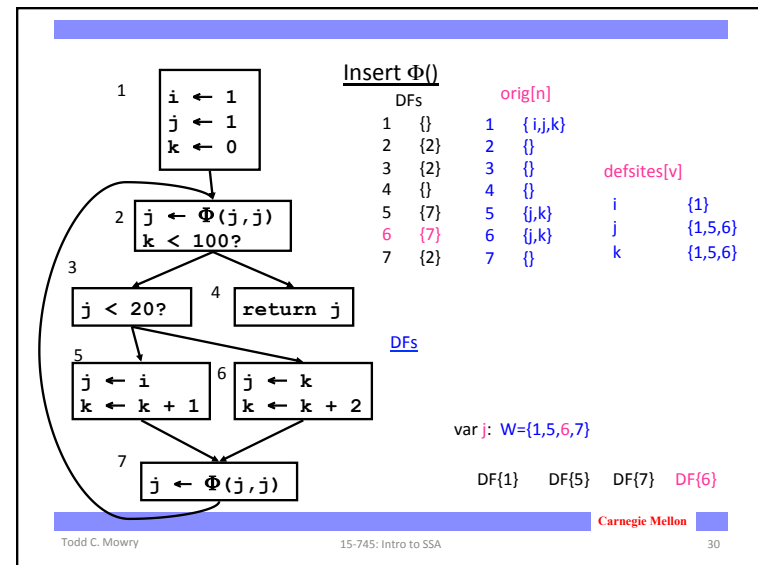 Insert Φ()
1
i ← 1
j ← 1
k ← 0
2
j ← Φ(j,j)
k < 100?
3
j < 20?
4
return j
5
j ← i
k ← k + 1
6
j ← k
k ← k + 2
7
j ← Φ(j,j)
DFs
1 {}
2 {2}
3 {2}
4 {}
5 {7}
6 {7}
7 {2}
orig[n]
1 { i,j,k}
2 {}
3 {}
4 {}
5 {j,k}
6 {j,k}
7 {}
defsites[v]
i {1}
j {1,5,6}
k {1,5,6}
DFs
var j: W={1,5,6,7}
DF{1} DF{5} DF{7} DF{6}
Carnegie Mellon
Todd C. Mowry 15-745: Intro to SSA 30